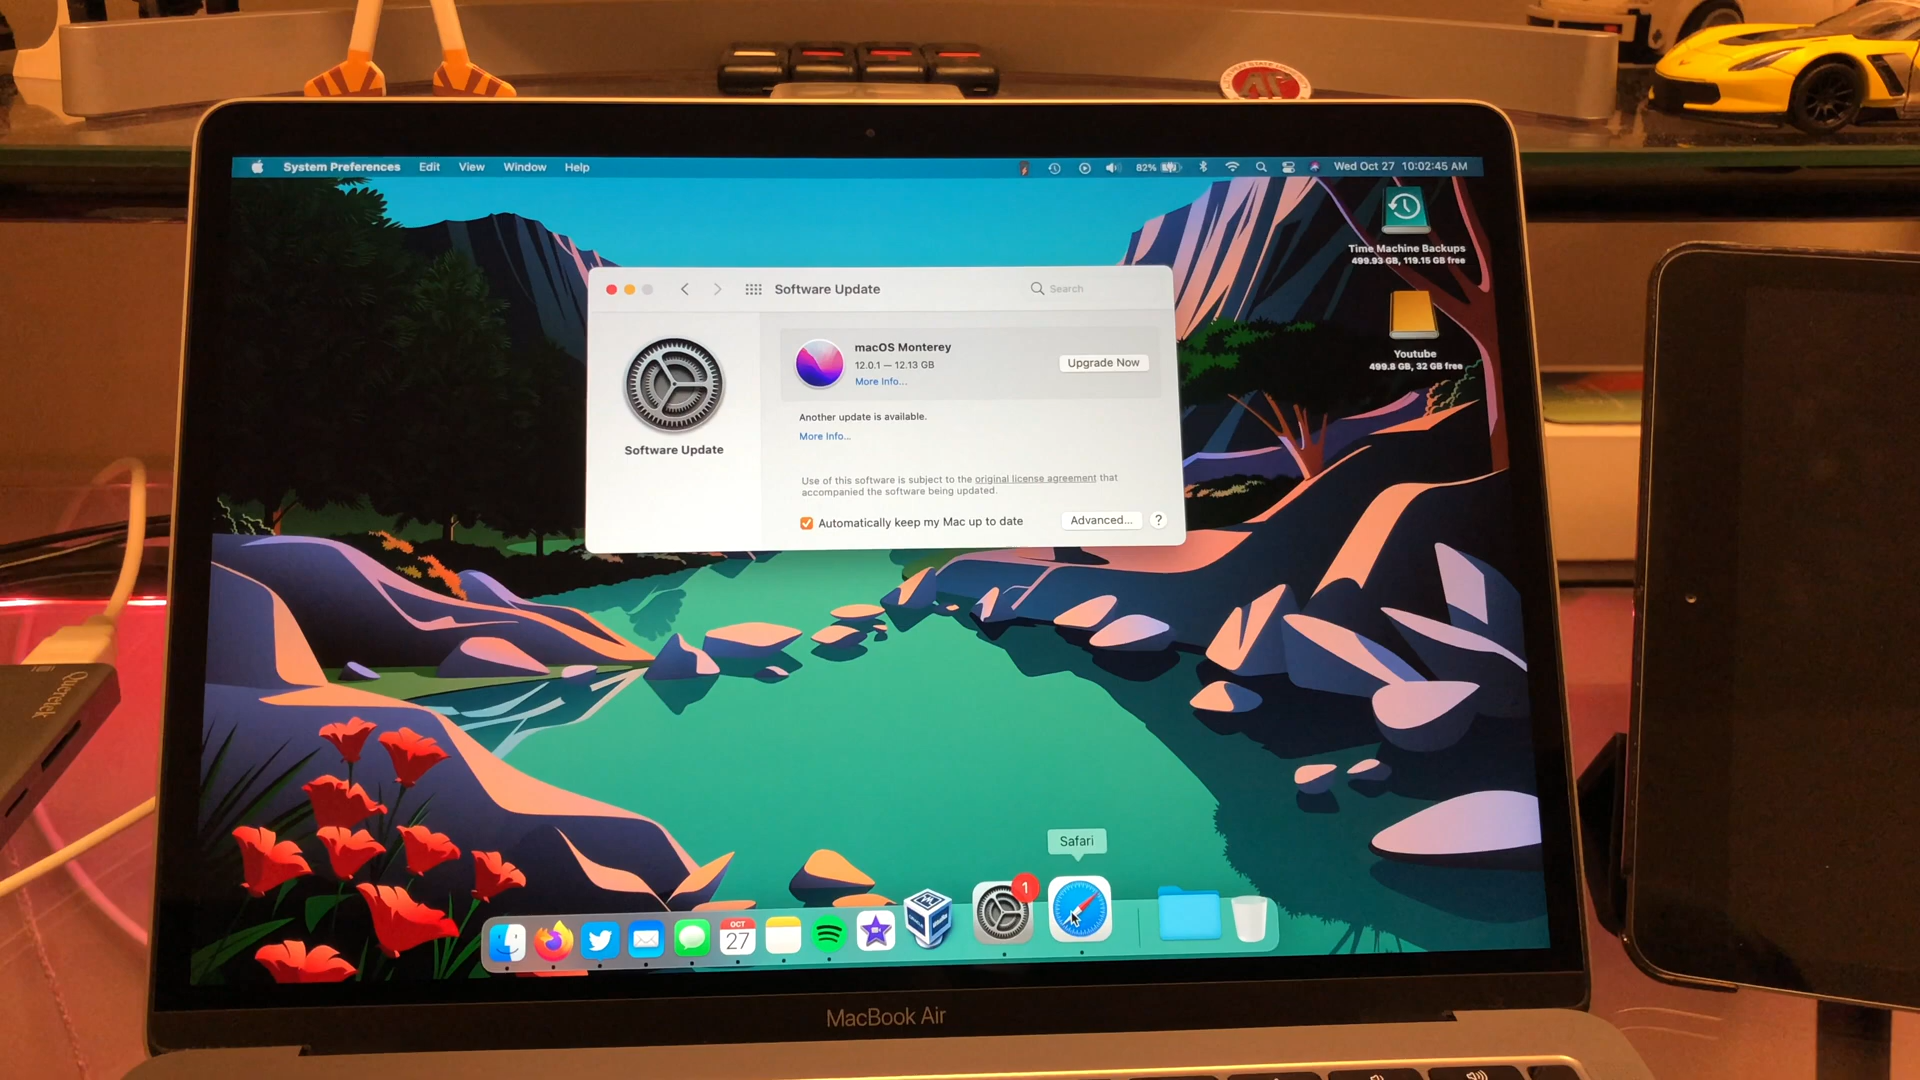 System Preferences Edit View Window Help
82%
Wed Oct 27 10:02:45 AM
Time Machine Backups
499.93 GB, 119.15 GB free
Youtube
499.8 GB, 32 GB free
Software Update
Search
macOS Monterey
12.0.1 — 12.13 GB
More Info...
Upgrade Now
Another update is available.
More Info...
Software Update
Use of this software is subject to the original license agreement that
accompanied the software being updated.
Automatically keep my Mac up to date
Advanced...
?
Safari
1
OCT
27
MacBook Air
Queretek